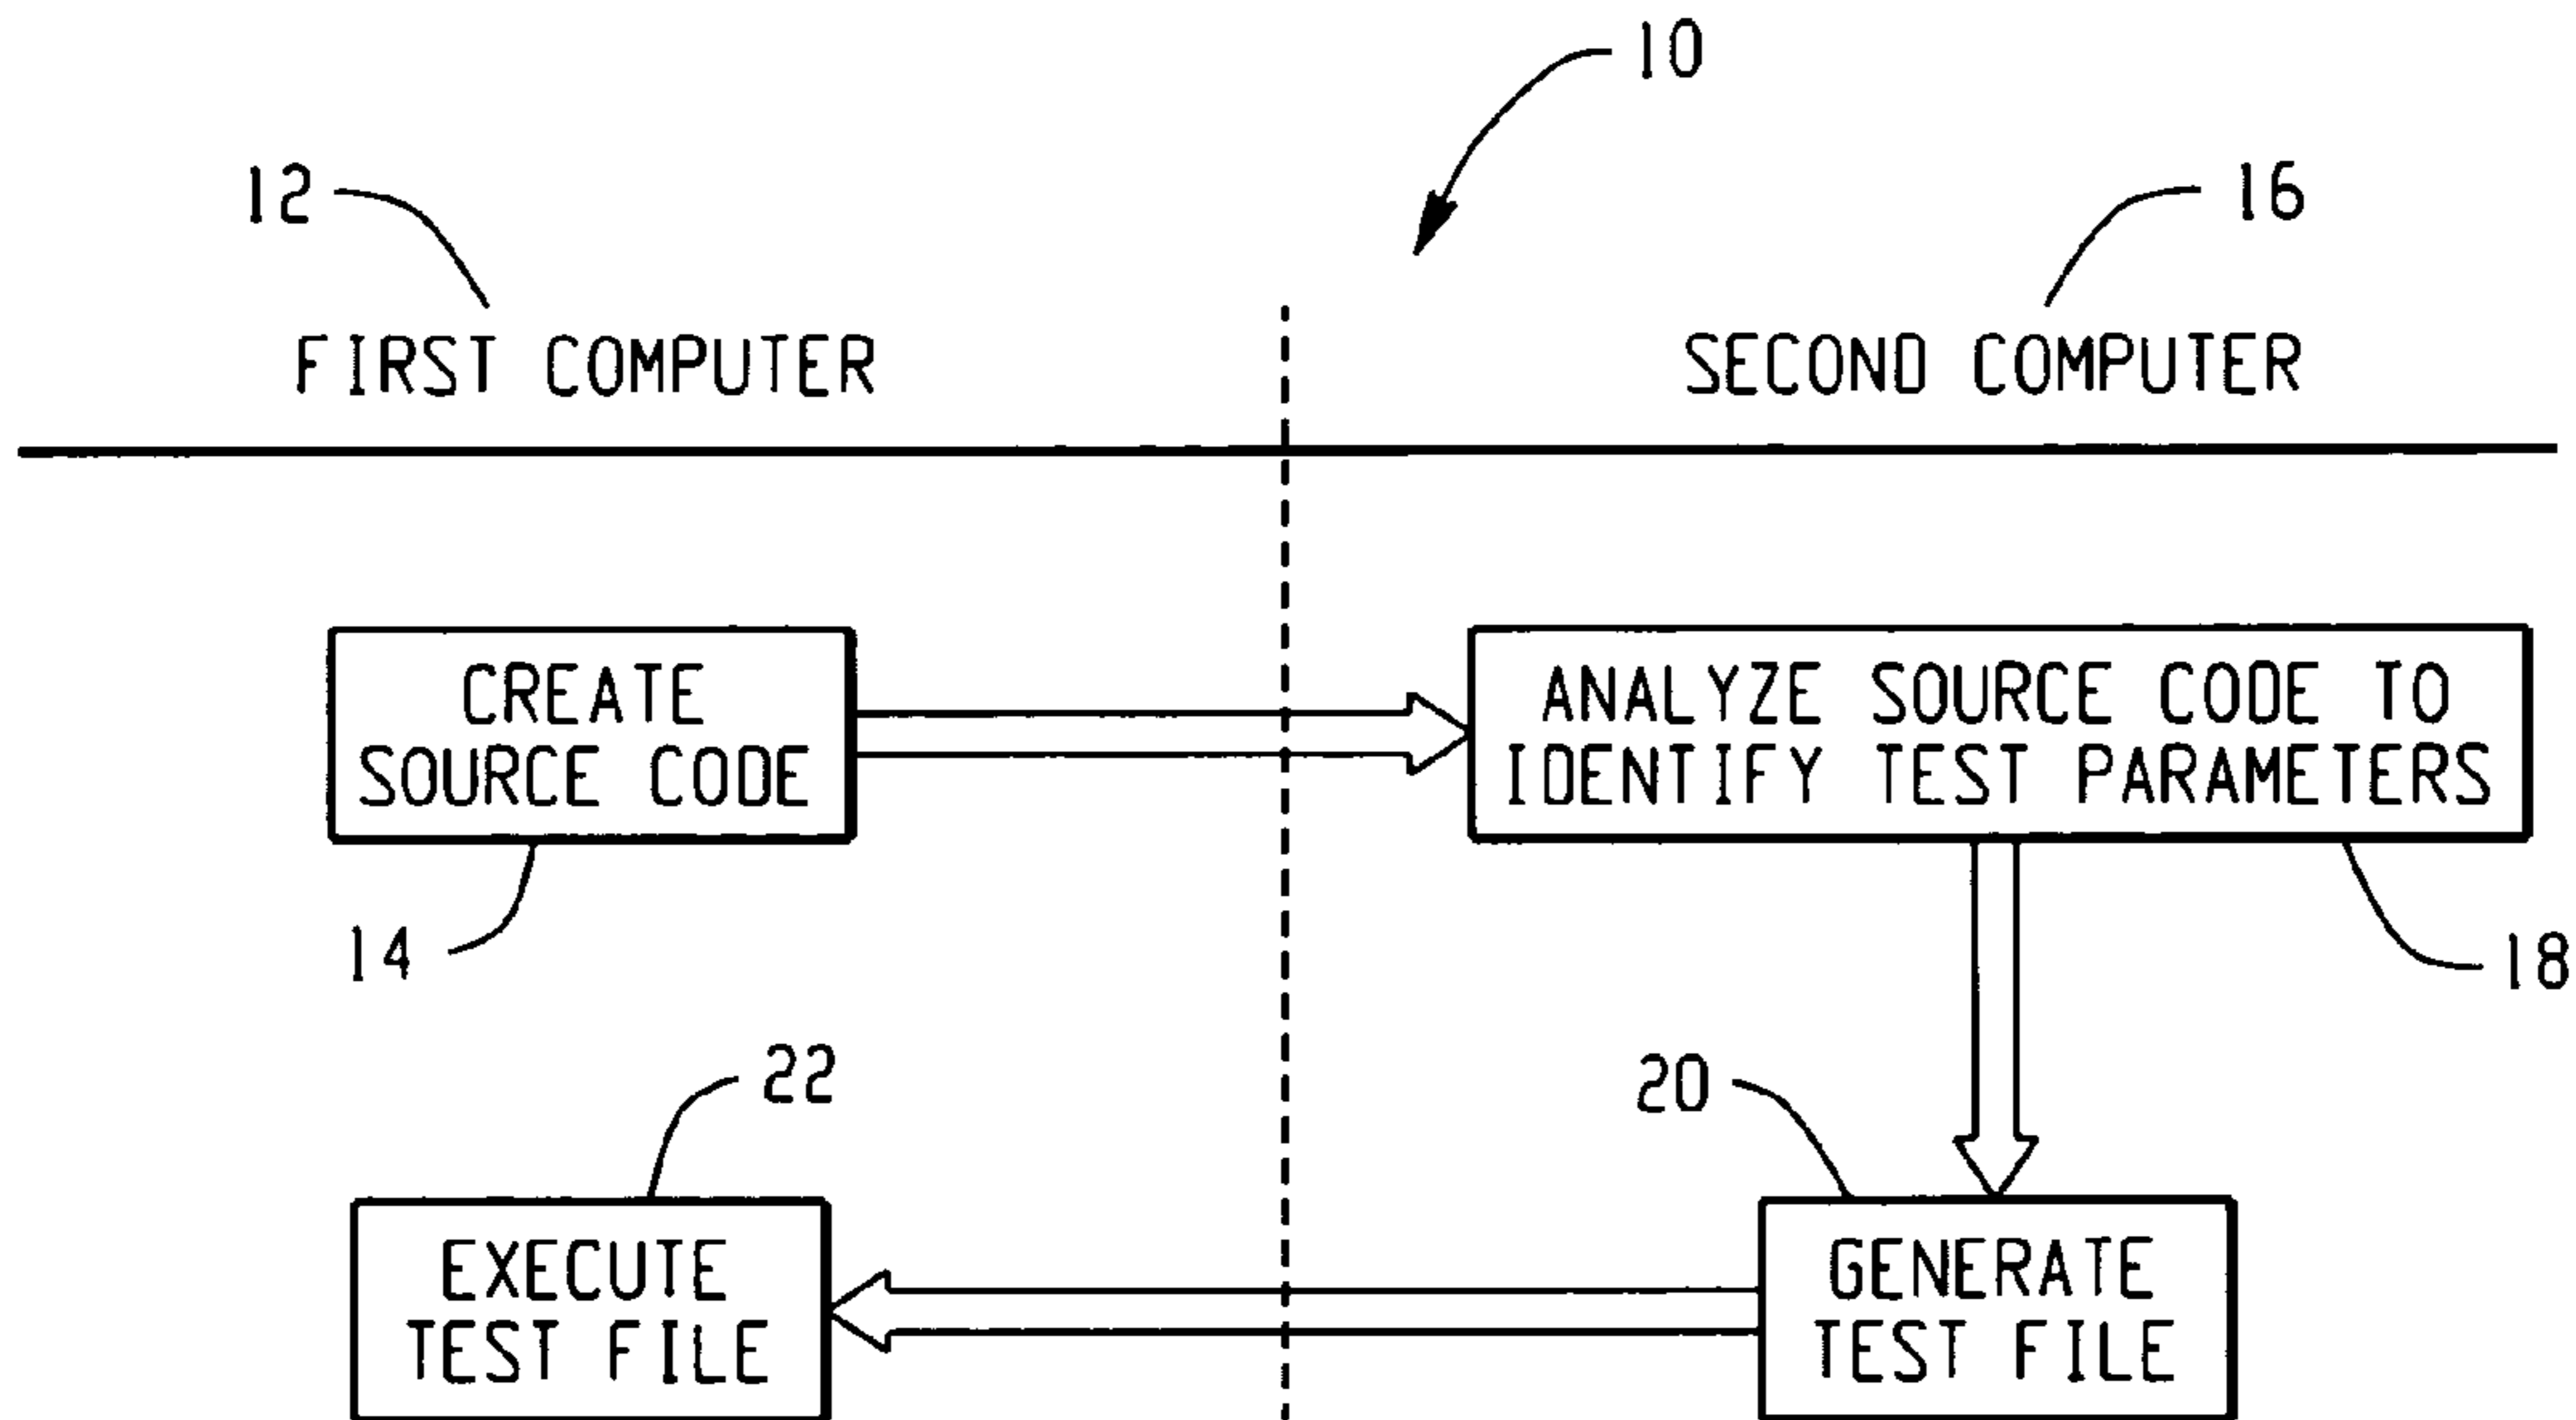 10
12
16
FIRST COMPUTER
SECOND COMPUTER
CREATE
SOURCE CODE
ANALYZE SOURCE CODE TO
IDENTIFY TEST PARAMETERS
14
18
22
20
EXECUTE
TEST FILE
GENERATE
TEST FILE